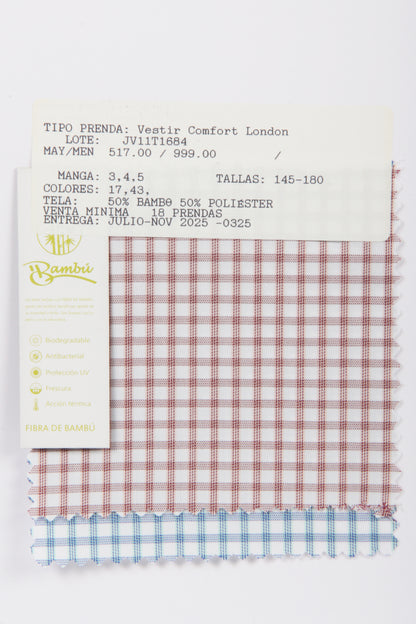 TIPO PRENDA: Vestir Comfort London
LOTE: JV11T1684
MAY/MEN 517.00 / 999.00 /
MANGA: 3,4.5 TALLAS: 145-180
COLORES: 17,43,
TELA: 50% BAMBO 50% POLIESTER
VENTA MINIMA 18 PRENDAS
ENTREGA: JULIO-NOV 2025 -0325
Bambú
Biodegradable
Antibacterial
Protección UV
Frescura
Acción térmica
FIBRA DE BAMBÚ